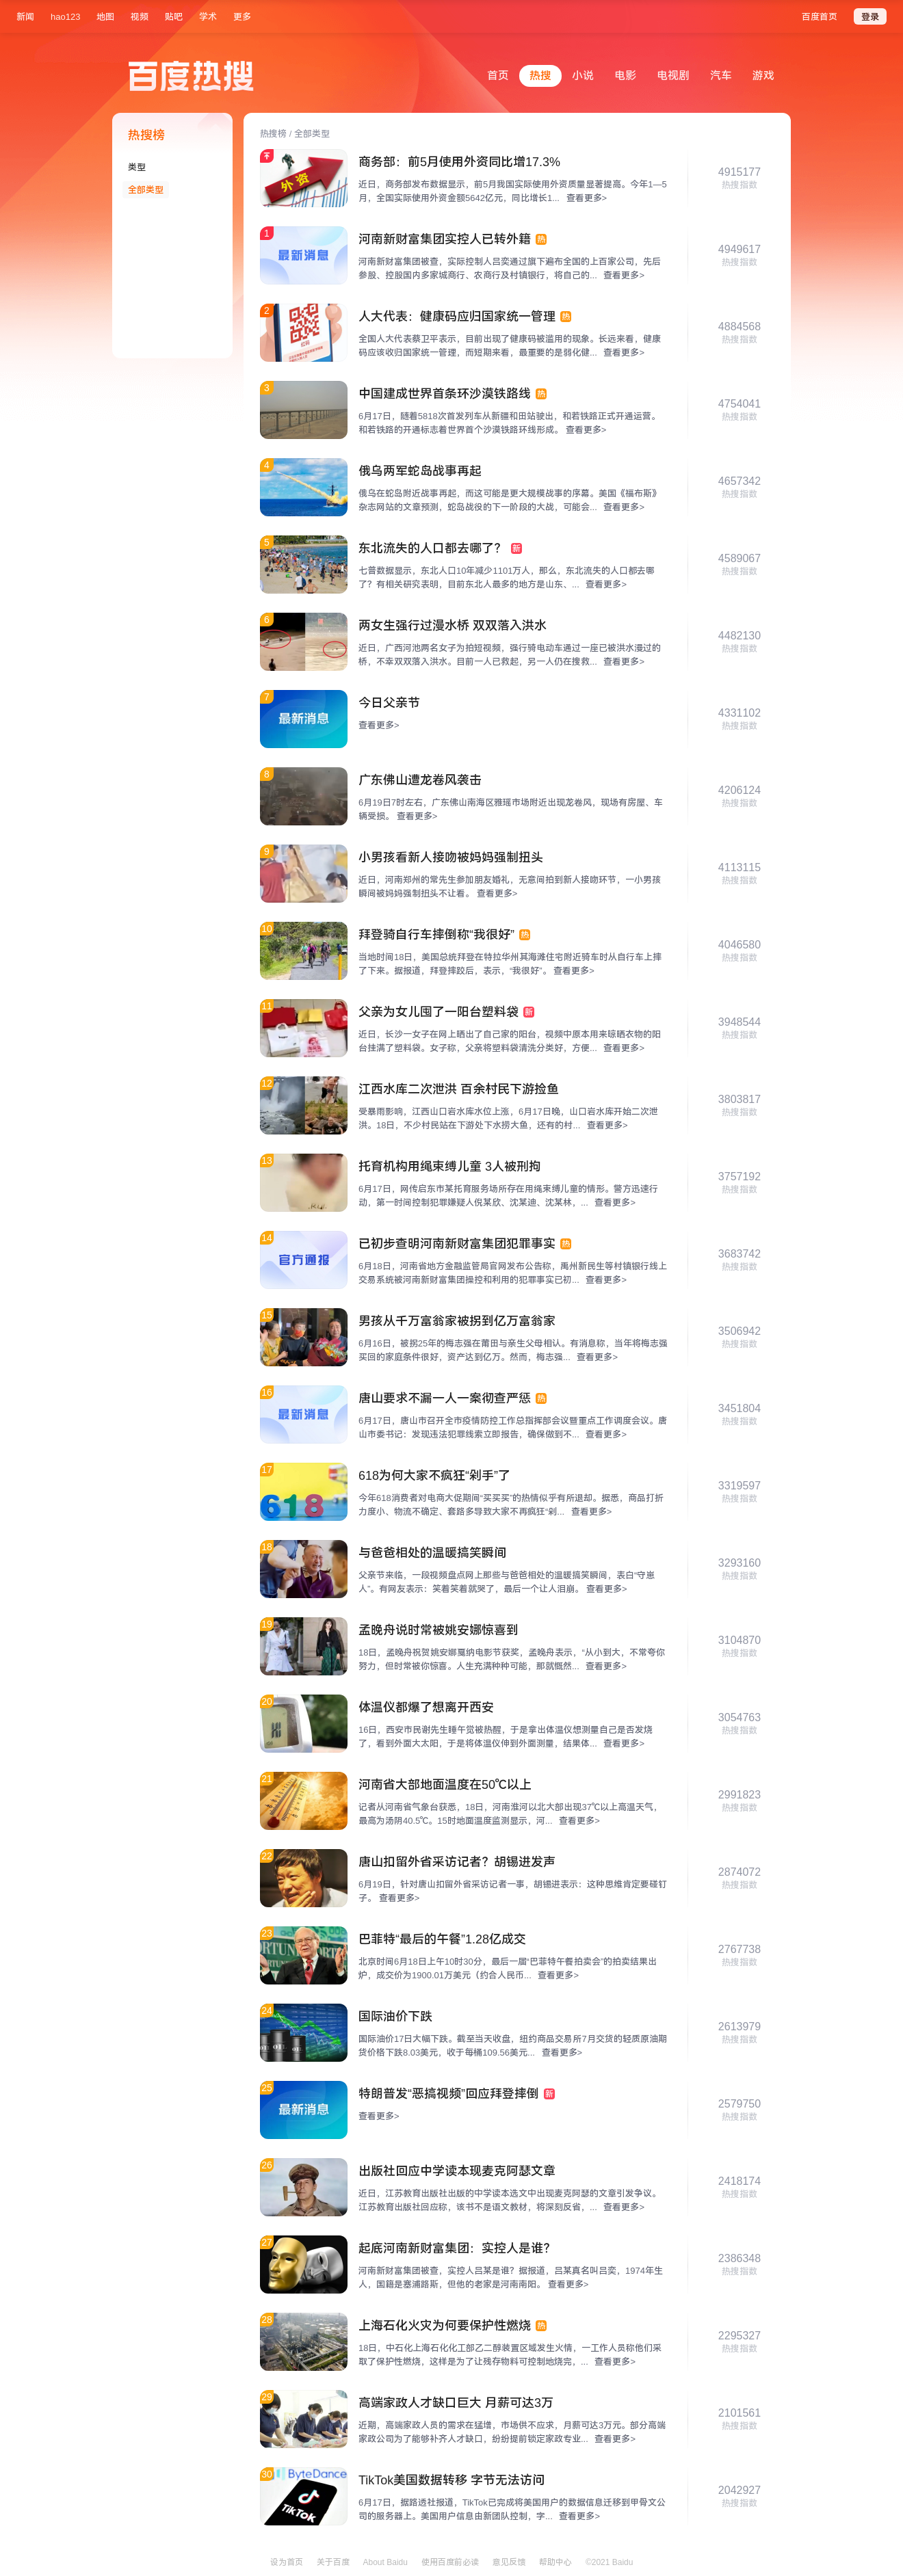 新闻 hao123 地图 视频 贴吧 学术 更多 百度首页 登录
百度热搜
首页 热搜 小说 电影 电视剧 汽车 游戏
热搜榜
类型
全部类型
热搜榜 / 全部类型
外资
商务部：前5月使用外资同比增17.3%
近日，商务部发布数据显示，前5月我国实际使用外资质量显著提高。今年1—5
月，全国实际使用外资金额5642亿元，同比增长1... 查看更多>
4915177
热搜指数
1
最新消息
河南新财富集团实控人已转外籍 热
河南新财富集团被查，实际控制人吕奕通过旗下遍布全国的上百家公司，先后
参股、控股国内多家城商行、农商行及村镇银行，将自己的... 查看更多>
4949617
热搜指数
2
人大代表：健康码应归国家统一管理 热
全国人大代表蔡卫平表示，目前出现了健康码被滥用的现象。长远来看，健康
码应该收归国家统一管理，而短期来看，最重要的是弱化健... 查看更多>
4884568
热搜指数
3
中国建成世界首条环沙漠铁路线 热
6月17日，随着5818次首发列车从新疆和田站驶出，和若铁路正式开通运营。
和若铁路的开通标志着世界首个沙漠铁路环线形成。 查看更多>
4754041
热搜指数
4
俄乌两军蛇岛战事再起
俄乌在蛇岛附近战事再起，而这可能是更大规模战事的序幕。美国《福布斯》
杂志网站的文章预测，蛇岛战役的下一阶段的大战，可能会... 查看更多>
4657342
热搜指数
5
东北流失的人口都去哪了？ 新
七普数据显示，东北人口10年减少1101万人，那么，东北流失的人口都去哪
了？有相关研究表明，目前东北人最多的地方是山东、... 查看更多>
4589067
热搜指数
6
两女生强行过漫水桥 双双落入洪水
近日，广西河池两名女子为拍短视频，强行骑电动车通过一座已被洪水漫过的
桥，不幸双双落入洪水。目前一人已救起，另一人仍在搜救... 查看更多>
4482130
热搜指数
7
最新消息
今日父亲节
查看更多>
4331102
热搜指数
8
广东佛山遭龙卷风袭击
6月19日7时左右，广东佛山南海区雅瑶市场附近出现龙卷风，现场有房屋、车
辆受损。 查看更多>
4206124
热搜指数
9
小男孩看新人接吻被妈妈强制扭头
近日，河南郑州的常先生参加朋友婚礼，无意间拍到新人接吻环节，一小男孩
瞬间被妈妈强制扭头不让看。 查看更多>
4113115
热搜指数
10
拜登骑自行车摔倒称“我很好” 热
当地时间18日，美国总统拜登在特拉华州其海滩住宅附近骑车时从自行车上摔
了下来。据报道，拜登摔跤后，表示，“我很好”。 查看更多>
4046580
热搜指数
11
父亲为女儿囤了一阳台塑料袋 新
近日，长沙一女子在网上晒出了自己家的阳台，视频中原本用来晾晒衣物的阳
台挂满了塑料袋。女子称，父亲将塑料袋清洗分类好，方便... 查看更多>
3948544
热搜指数
12
江西水库二次泄洪 百余村民下游捡鱼
受暴雨影响，江西山口岩水库水位上涨，6月17日晚，山口岩水库开始二次泄
洪。18日，不少村民站在下游处下水捞大鱼，还有的村... 查看更多>
3803817
热搜指数
13
托育机构用绳束缚儿童 3人被刑拘
6月17日，网传启东市某托育服务场所存在用绳束缚儿童的情形。警方迅速行
动，第一时间控制犯罪嫌疑人倪某欣、沈某迪、沈某林，... 查看更多>
3757192
热搜指数
14
官方通报
已初步查明河南新财富集团犯罪事实 热
6月18日，河南省地方金融监管局官网发布公告称，禹州新民生等村镇银行线上
交易系统被河南新财富集团操控和利用的犯罪事实已初... 查看更多>
3683742
热搜指数
15
男孩从千万富翁家被拐到亿万富翁家
6月16日，被拐25年的梅志强在莆田与亲生父母相认。有消息称，当年将梅志强
买回的家庭条件很好，资产达到亿万。然而，梅志强... 查看更多>
3506942
热搜指数
16
最新消息
唐山要求不漏一人一案彻查严惩 热
6月17日，唐山市召开全市疫情防控工作总指挥部会议暨重点工作调度会议。唐
山市委书记：发现违法犯罪线索立即报告，确保做到不... 查看更多>
3451804
热搜指数
17
618
618为何大家不疯狂“剁手”了
今年618消费者对电商大促期间“买买买”的热情似乎有所退却。据悉，商品打折
力度小、物流不确定、套路多导致大家不再疯狂“剁... 查看更多>
3319597
热搜指数
18
与爸爸相处的温暖搞笑瞬间
父亲节来临，一段视频盘点网上那些与爸爸相处的温暖搞笑瞬间，表白“守崽
人”。有网友表示：笑着笑着就哭了，最后一个让人泪崩。 查看更多>
3293160
热搜指数
19
孟晚舟说时常被姚安娜惊喜到
18日，孟晚舟祝贺姚安娜戛纳电影节获奖，孟晚舟表示，“从小到大，不常夸你
努力，但时常被你惊喜。人生充满种种可能，那就慨然... 查看更多>
3104870
热搜指数
20
体温仪都爆了想离开西安
16日，西安市民谢先生睡午觉被热醒，于是拿出体温仪想测量自己是否发烧
了，看到外面大太阳，于是将体温仪伸到外面测量，结果体... 查看更多>
3054763
热搜指数
21
河南省大部地面温度在50℃以上
记者从河南省气象台获悉，18日，河南淮河以北大部出现37℃以上高温天气，
最高为汤阴40.5℃。15时地面温度监测显示，河... 查看更多>
2991823
热搜指数
22
唐山扣留外省采访记者？胡锡进发声
6月19日，针对唐山扣留外省采访记者一事，胡锡进表示：这种思维肯定要碰钉
子。 查看更多>
2874072
热搜指数
23
巴菲特“最后的午餐”1.28亿成交
北京时间6月18日上午10时30分，最后一届“巴菲特午餐拍卖会”的拍卖结果出
炉，成交价为1900.01万美元（约合人民币... 查看更多>
2767738
热搜指数
24
国际油价下跌
国际油价17日大幅下跌。截至当天收盘，纽约商品交易所7月交货的轻质原油期
货价格下跌8.03美元，收于每桶109.56美元... 查看更多>
2613979
热搜指数
25
最新消息
特朗普发“恶搞视频”回应拜登摔倒 新
查看更多>
2579750
热搜指数
26
出版社回应中学读本现麦克阿瑟文章
近日，江苏教育出版社出版的中学读本选文中出现麦克阿瑟的文章引发争议。
江苏教育出版社回应称，该书不是语文教材，将深刻反省，... 查看更多>
2418174
热搜指数
27
起底河南新财富集团：实控人是谁？
河南新财富集团被查，实控人吕某是谁？据报道，吕某真名叫吕奕，1974年生
人，国籍是塞浦路斯，但他的老家是河南南阳。 查看更多>
2386348
热搜指数
28
上海石化火灾为何要保护性燃烧 热
18日，中石化上海石化化工部乙二醇装置区域发生火情，一工作人员称他们采
取了保护性燃烧，这样是为了让残存物料可控制地烧完，... 查看更多>
2295327
热搜指数
29
高端家政人才缺口巨大 月薪可达3万
近期，高端家政人员的需求在猛增，市场供不应求，月薪可达3万元。部分高端
家政公司为了能够补齐人才缺口，纷纷提前锁定家政专业... 查看更多>
2101561
热搜指数
30
ByteDance
TikTok
TikTok美国数据转移 字节无法访问
6月17日，据路透社报道，TikTok已完成将美国用户的数据信息迁移到甲骨文公
司的服务器上。美国用户信息由新团队控制，字... 查看更多>
2042927
热搜指数
设为首页 关于百度 About Baidu 使用百度前必读 意见反馈 帮助中心 ©2021 Baidu